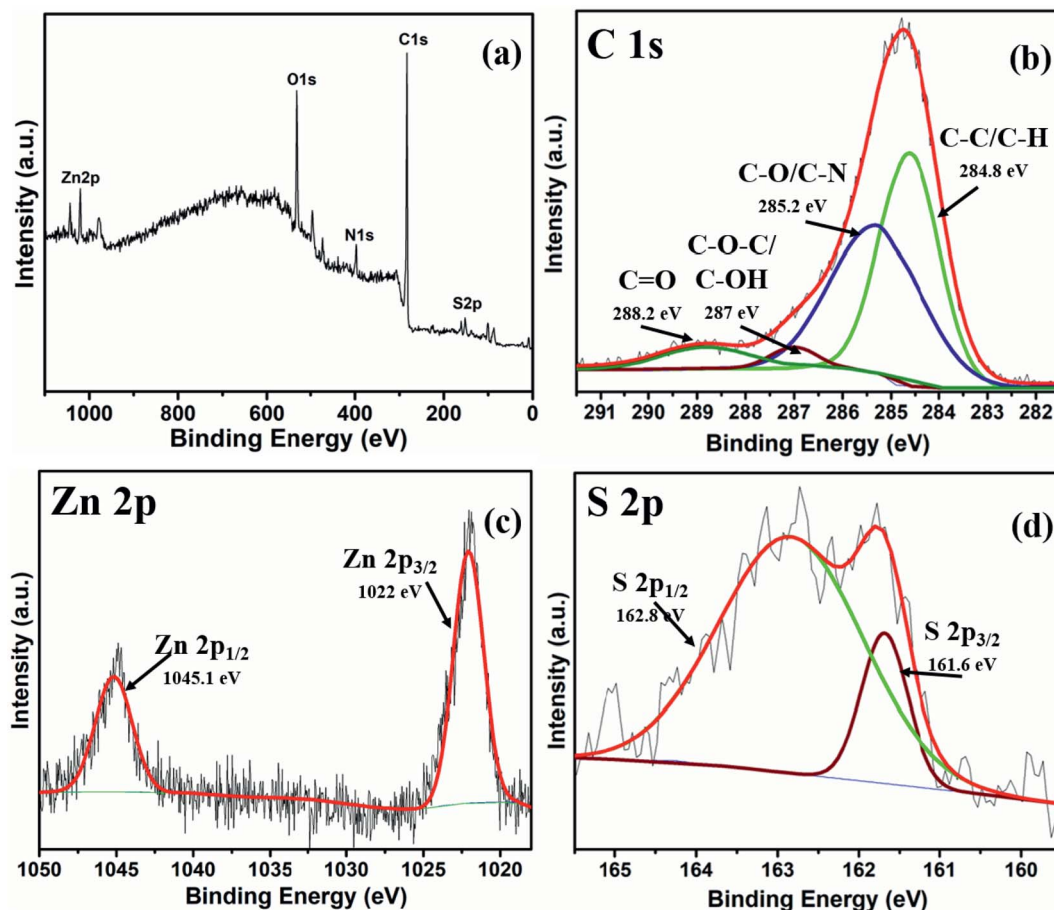 (a)
C1s
O1s
Zn2p
N1s
S2p
Intensity (a.u.)
1000 800 600 400 200 0
Binding Energy (eV)
C 1s
(b)
C-C/C-H
284.8 eV
C-O/C-N
285.2 eV
C-O-C/
C-OH
287 eV
C=O
288.2 eV
Intensity (a.u.)
291 290 289 288 287 286 285 284 283 282
Binding Energy (eV)
Zn 2p
(c)
Zn 2p3/2
1022 eV
Zn 2p1/2
1045.1 eV
Intensity (a.u.)
1050 1045 1040 1035 1030 1025 1020
Binding Energy (eV)
S 2p
(d)
S 2p1/2
162.8 eV
S 2p3/2
161.6 eV
Intensity (a.u.)
165 164 163 162 161 160
Binding Energy (eV)